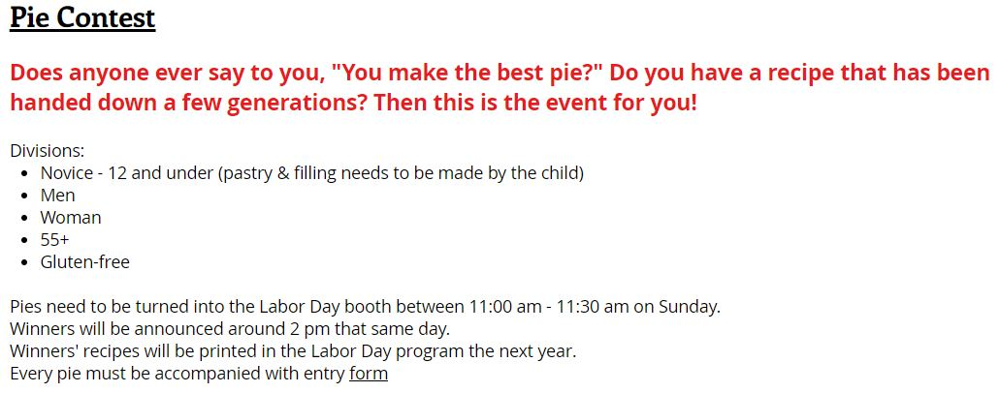 Pie Contest
Does anyone ever say to you, "You make the best pie?" Do you have a recipe that has been
handed down a few generations? Then this is the event for you!
Divisions:
• Novice - 12 and under (pastry & filling needs to be made by the child)
• Men
• Woman
• 55+
• Gluten-free
Pies need to be turned into the Labor Day booth between 11:00 am - 11:30 am on Sunday.
Winners will be announced around 2 pm that same day.
Winners' recipes will be printed in the Labor Day program the next year.
Every pie must be accompanied with entry form